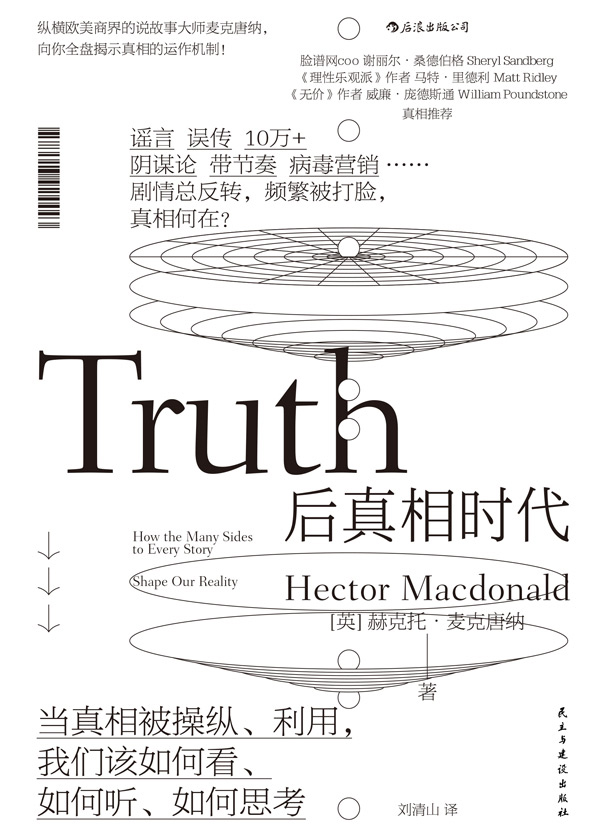 纵横欧美商界的说故事大师麦克唐纳，
向你全盘揭示真相的运作机制！
后浪出版公司
脸谱网COO 谢丽尔·桑德伯格 Sheryl Sandberg
《理性乐观派》作者 马特·里德利 Matt Ridley
《无价》作者 威廉·庞德斯通 William Poundstone
真相推荐
谣言 误传 10万+
阴谋论 带节奏 病毒营销 ……
剧情总反转，频繁被打脸，
真相何在？
Truth
后真相时代
How the Many Sides
to Every Story
Shape Our Reality
Hector Macdonald
[英] 赫克托·麦克唐纳
著
当真相被操纵、利用，
我们该如何看、
如何听、如何思考
刘清山 译
民主与建设出版社